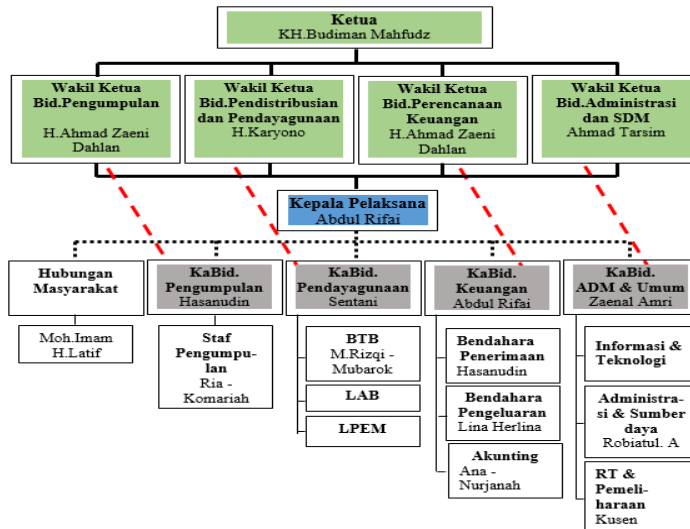 Ketua
KH.Budiman Mahfudz
Wakil Ketua
Bid.Pengumpulan
H.Ahmad Zaeni
Dahlan
Wakil Ketua
Bid.Pendistribusian
dan Pendayagunaan
H.Karyono
Wakil Ketua
Bid.Perencanaan
Keuangan
H.Ahmad Zaeni
Dahlan
Wakil Ketua
Bid.Administrasi
dan SDM
Ahmad Tarsim
Kepala Pelaksana
Abdul Rifai
Hubungan
Masyarakat
KaBid.
Pengumpulan
Hasanudin
KaBid.
Pendayagunaan
Sentani
KaBid.
Keuangan
Abdul Rifai
KaBid.
ADM & Umum
Zaenal Amri
Moh.Imam
H.Latif
Staf
Pengumpu-
lan
Ria -
Komariah
BTB
M.Rizqi -
Mubarok
LAB
LPEM
Bendahara
Penerimaan
Hasanudin
Bendahara
Pengeluaran
Lina Herlina
Akunting
Ana -
Nurjanah
Informasi &
Teknologi
Administra-
si & Sumber
daya
Robiatul. A
RT &
Pemeli-
haraan
Kusen